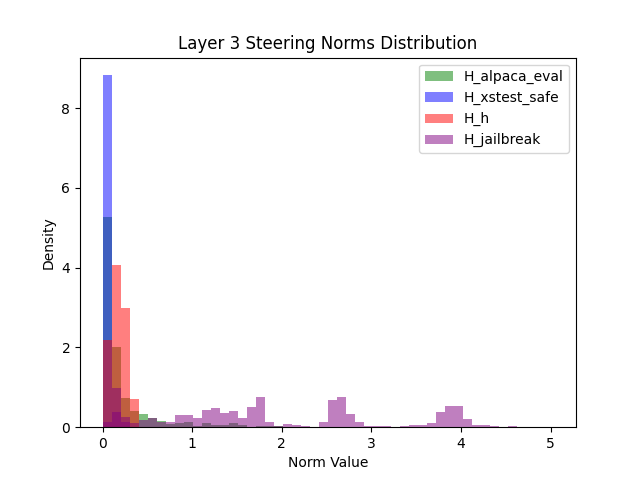 Layer 3 Steering Norms Distribution
H_alpaca_eval
H_xstest_safe
H_h
H_jailbreak
Density
8
6
4
2
0
0 1 2 3 4 5
Norm Value